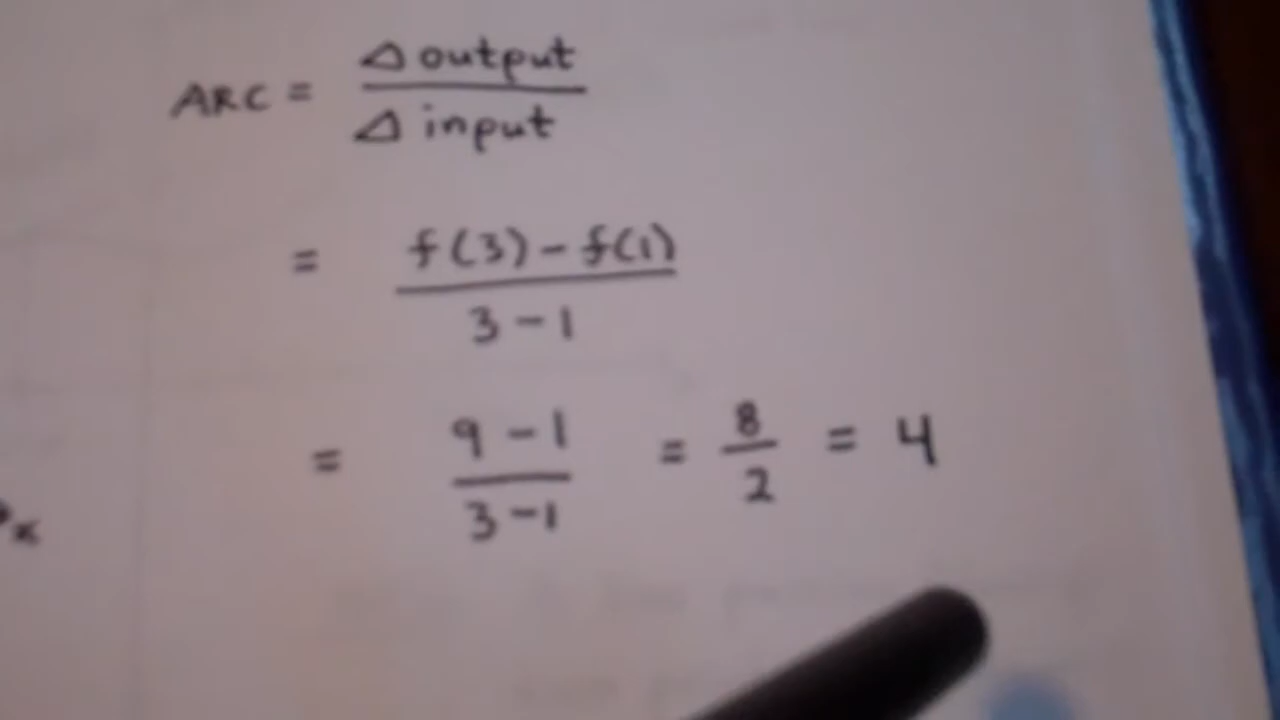 ARC = Δ output / Δ input
= f(3) - f(1) / 3 - 1
= 9 - 1 / 3 - 1 = 8 / 2 = 4
x